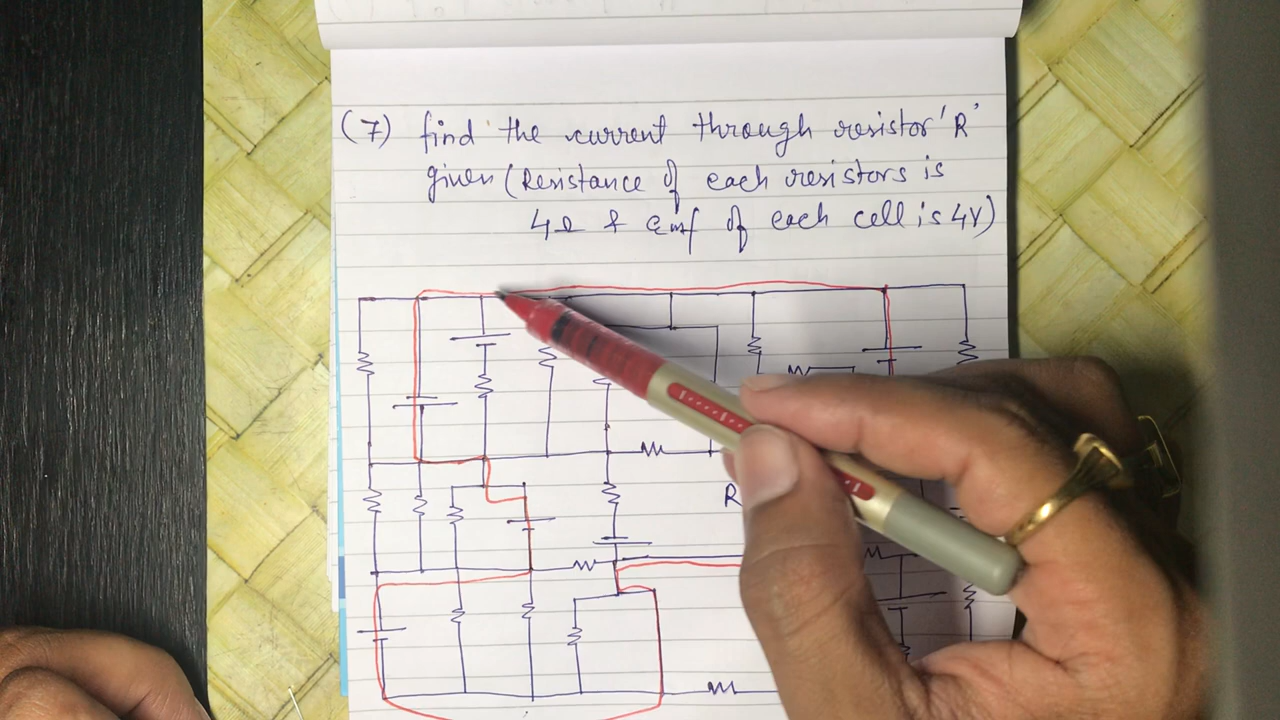 (7) find the current through resistor 'R'
given (Resistance of each resistors is
4Ω & Emf of each cell is 4V)
R